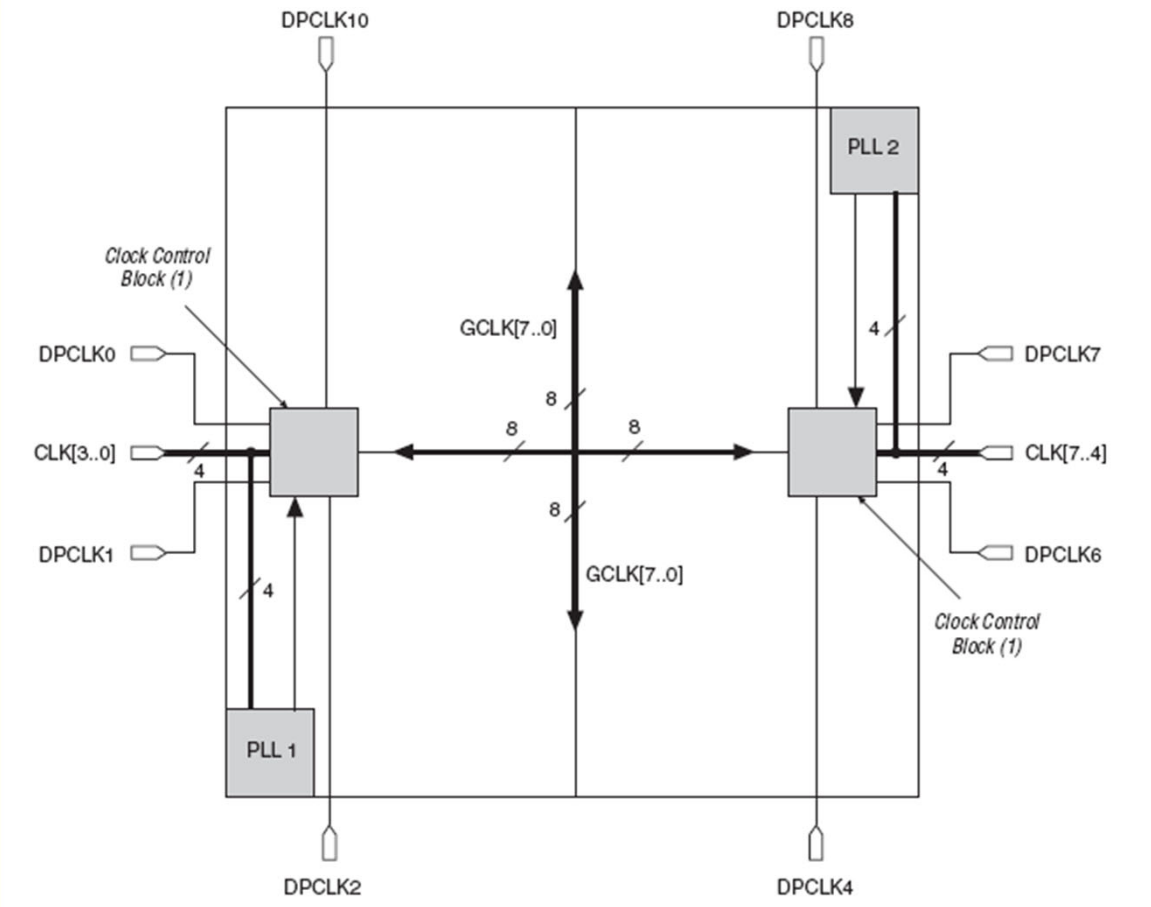 DPCLK10
DPCLK8
PLL 2
Clock Control
Block (1)
GCLK[7..0]
4
DPCLK0
DPCLK7
8
8
8
CLK[3..0]
4
CLK[7..4]
4
8
DPCLK1
DPCLK6
GCLK[7..0]
4
Clock Control
Block (1)
PLL 1
DPCLK2
DPCLK4